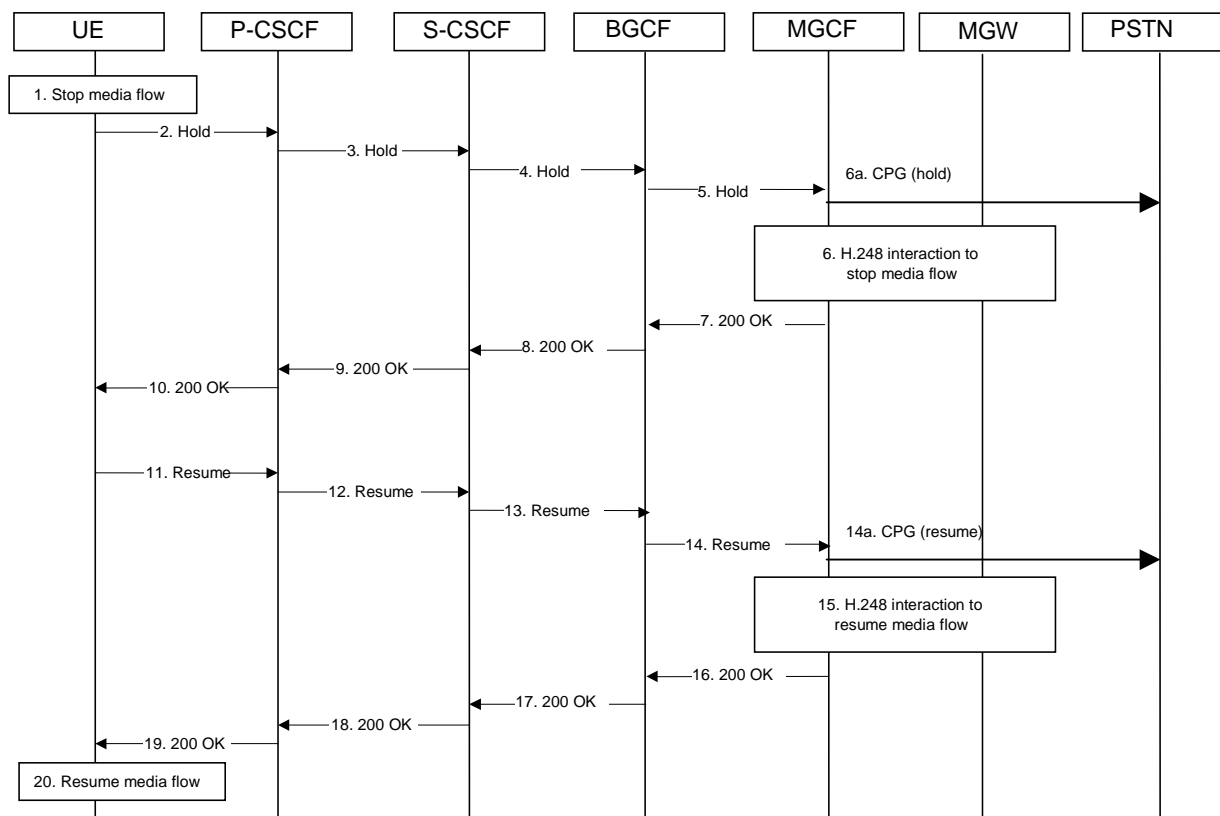 UE
P-CSCF
S-CSCF
BGCF
MGCF
MGW
PSTN
1. Stop media flow
2. Hold
3. Hold
4. Hold
5. Hold
6a. CPG (hold)
6. H.248 interaction to
stop media flow
7. 200 OK
8. 200 OK
9. 200 OK
10. 200 OK
11. Resume
12. Resume
13. Resume
14. Resume
14a. CPG (resume)
15. H.248 interaction to
resume media flow
16. 200 OK
17. 200 OK
18. 200 OK
19. 200 OK
20. Resume media flow